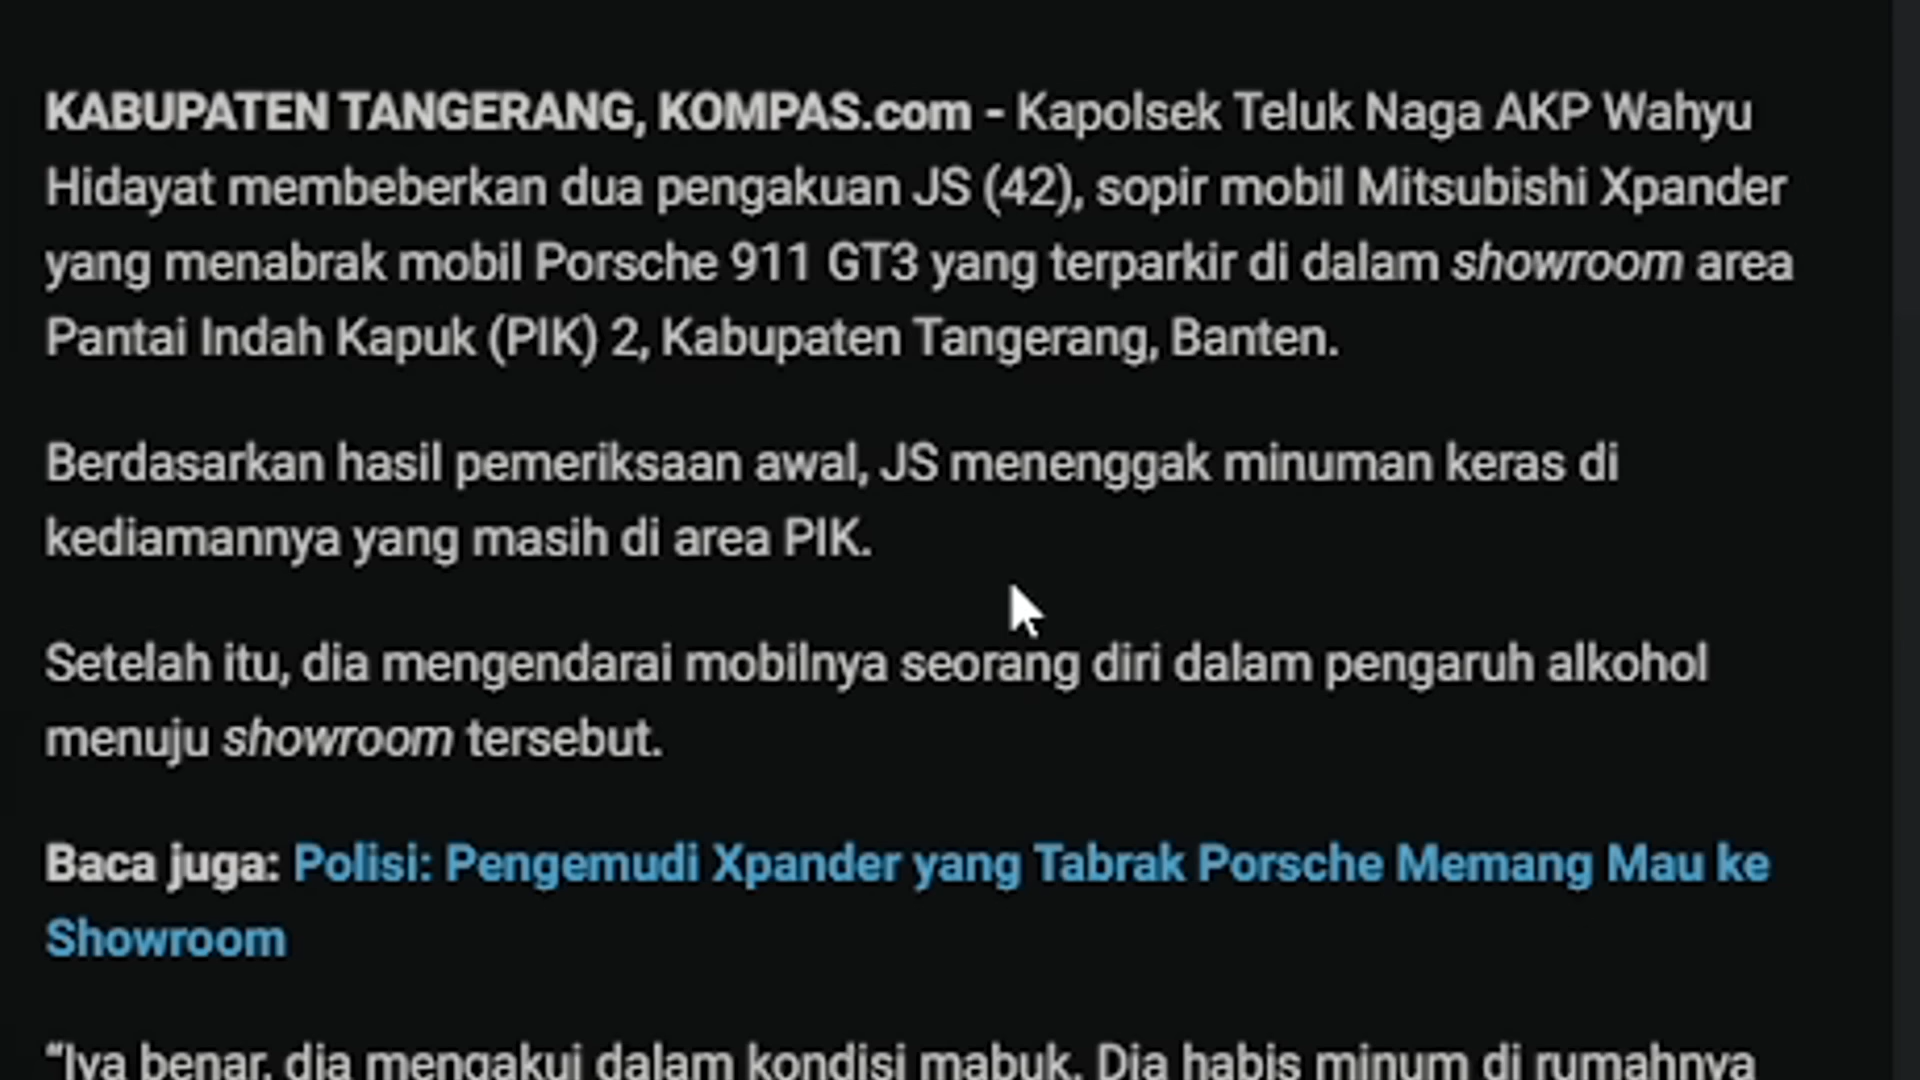 KABUPATEN TANGERANG, KOMPAS.com - Kapolsek Teluk Naga AKP Wahyu
Hidayat membeberkan dua pengakuan JS (42), sopir mobil Mitsubishi Xpander
yang menabrak mobil Porsche 911 GT3 yang terparkir di dalam showroom area
Pantai Indah Kapuk (PIK) 2, Kabupaten Tangerang, Banten.
Berdasarkan hasil pemeriksaan awal, JS menenggak minuman keras di
kediamannya yang masih di area PIK.
Setelah itu, dia mengendarai mobilnya seorang diri dalam pengaruh alkohol
menuju showroom tersebut.
Baca juga: Polisi: Pengemudi Xpander yang Tabrak Porsche Memang Mau ke
Showroom
“Iya benar, dia mengakui dalam kondisi mabuk. Dia habis minum di rumahnya